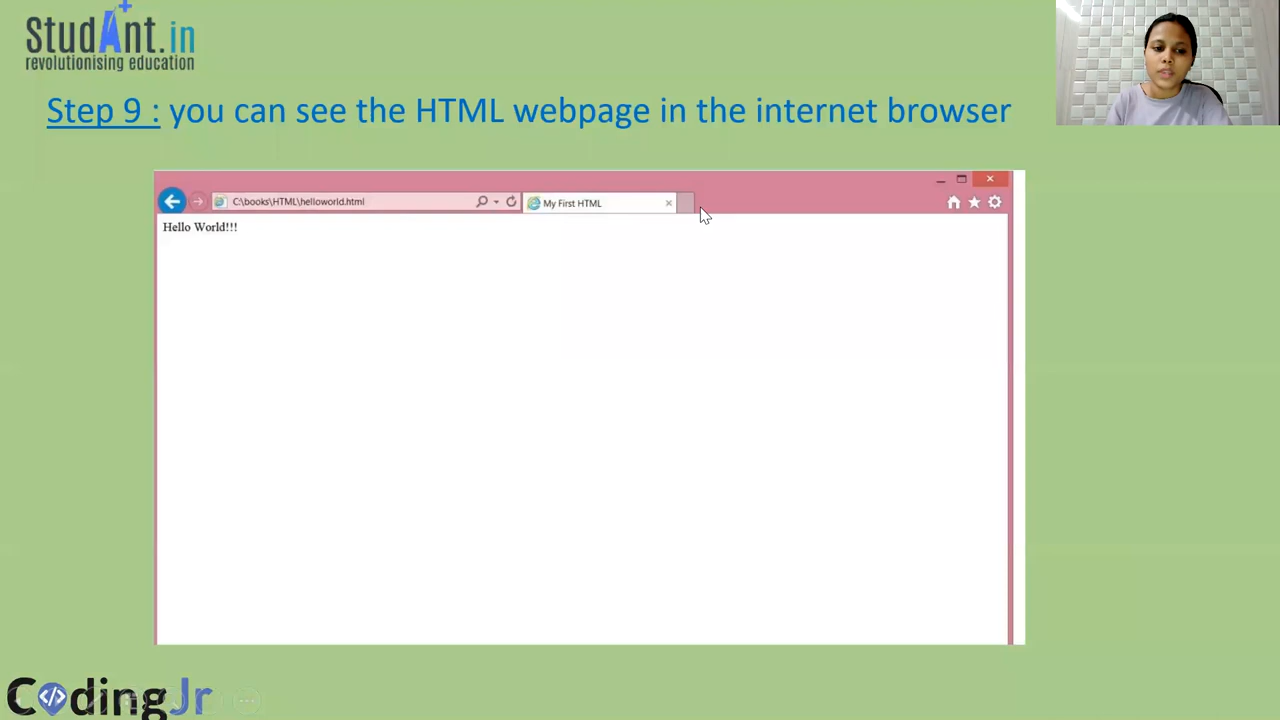 StudAnt.in
revolutionising education
Step 9 : you can see the HTML webpage in the internet browser
C:\books\HTML\helloworld.html
My First HTML
Hello World!!!
CodingJr